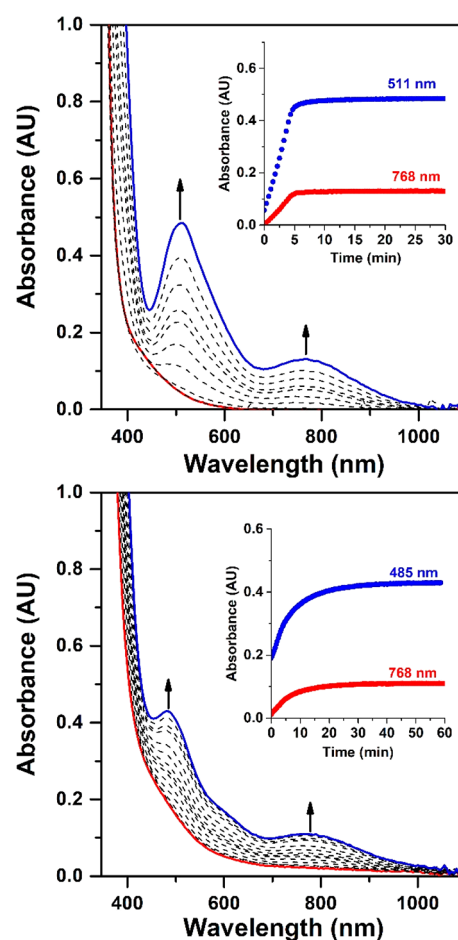 1.0
0.8
0.6
0.4
0.2
0.0
Absorbance (AU)
400 600 800 1000
Wavelength (nm)
0.6
0.4
0.2
0.0
Absorbance (AU)
511 nm
768 nm
0 5 10 15 20 25 30
Time (min)
1.0
0.8
0.6
0.4
0.2
0.0
Absorbance (AU)
400 600 800 1000
Wavelength (nm)
0.6
0.4
0.2
0.0
Absorbance (AU)
485 nm
768 nm
0 10 20 30 40 50 60
Time (min)